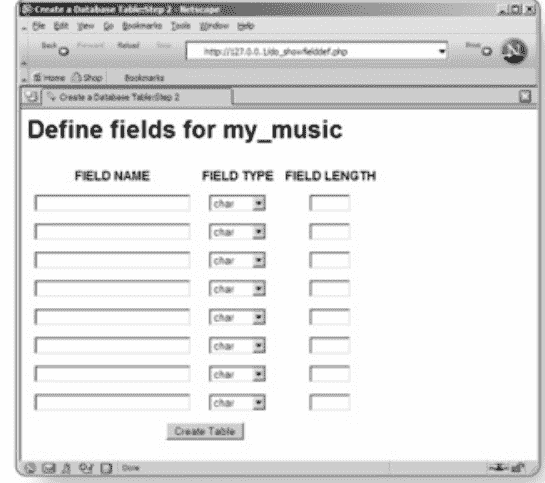 Create a Database Table:Step 2 - Netscape
File Edit View Go Bookmarks Tools Window Help
Back Forward Reload Stop http://127.0.0.1/do_showfielddef.php Print N
Home Shop Bookmarks
Create a Database Table:Step 2
Define fields for my_music
FIELD NAME FIELD TYPE FIELD LENGTH
char
char
char
char
char
char
char
char
Create Table
Done